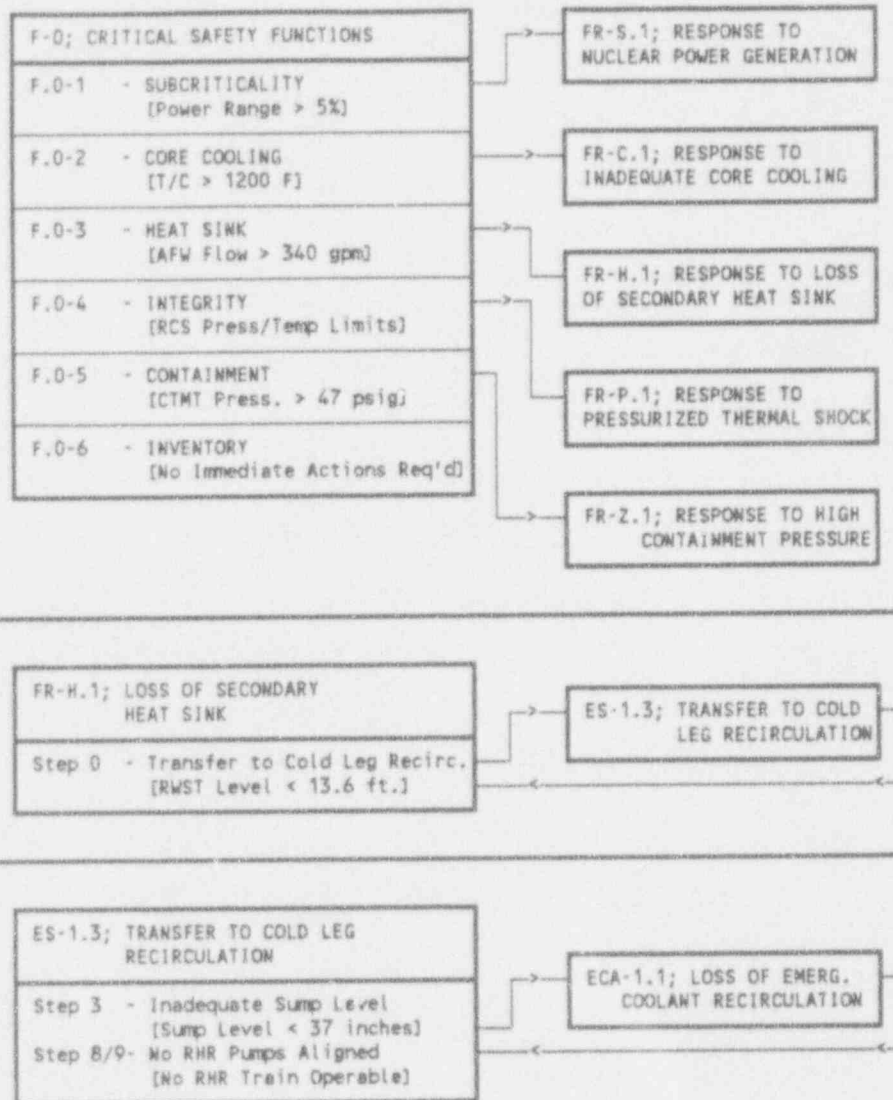 F-0; CRITICAL SAFETY FUNCTIONS
F.0-1 - SUBCRITICALITY
[Power Range > 5%]
F.0-2 - CORE COOLING
[T/C > 1200 F]
F.0-3 - HEAT SINK
[AFW Flow > 340 gpm]
F.0-4 - INTEGRITY
[RCS Press/Temp Limits]
F.0-5 - CONTAINMENT
[CTMT Press. > 47 psig]
F.0-6 - INVENTORY
[No Immediate Actions Req'd]
FR-S.1; RESPONSE TO
NUCLEAR POWER GENERATION
FR-C.1; RESPONSE TO
INADEQUATE CORE COOLING
FR-H.1; RESPONSE TO LOSS
OF SECONDARY HEAT SINK
FR-P.1; RESPONSE TO
PRESSURIZED THERMAL SHOCK
FR-Z.1; RESPONSE TO HIGH
CONTAINMENT PRESSURE
FR-H.1; LOSS OF SECONDARY
HEAT SINK
Step 0 - Transfer to Cold Leg Recirc.
[RWST Level < 13.6 ft.]
ES-1.3; TRANSFER TO COLD
LEG RECIRCULATION
ES-1.3; TRANSFER TO COLD LEG
RECIRCULATION
Step 3 - Inadequate Sump Level
[Sump Level < 37 inches]
Step 8/9- No RHR Pumps Aligned
[No RHR Train Operable]
ECA-1.1; LOSS OF EMERG.
COOLANT RECIRCULATION